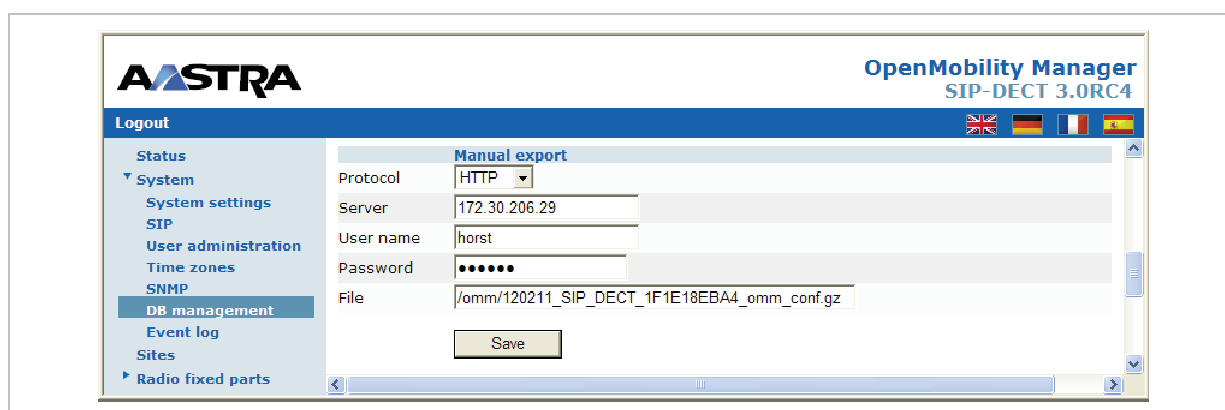 AASTRA
OpenMobility Manager
SIP-DECT 3.0RC4
Logout
Status
System
System settings
SIP
User administration
Time zones
SNMP
DB management
Event log
Sites
Radio fixed parts
Manual export
Protocol HTTP
Server 172.30.206.29
User name horst
Password ●●●●●●
File /omm/120211_SIP_DECT_1F1E18EBA4_omm_conf.gz
Save